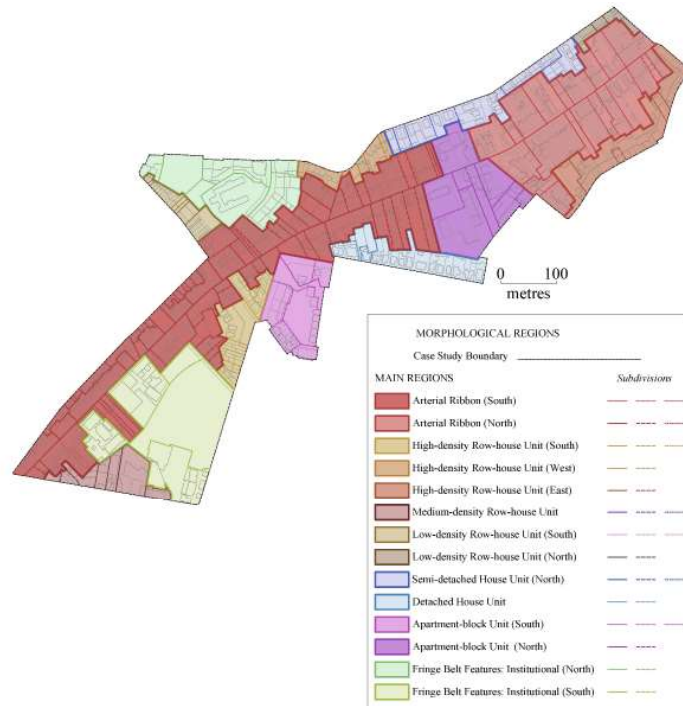 0 100
metres
MORPHOLOGICAL REGIONS
Case Study Boundary
MAIN REGIONS Subdivisions
Arterial Ribbon (South)
Arterial Ribbon (North)
High-density Row-house Unit (South)
High-density Row-house Unit (West)
High-density Row-house Unit (East)
Medium-density Row-house Unit
Low-density Row-house Unit (South)
Low-density Row-house Unit (North)
Semi-detached House Unit (North)
Detached House Unit
Apartment-block Unit (South)
Apartment-block Unit (North)
Fringe Belt Features: Institutional (North)
Fringe Belt Features: Institutional (South)